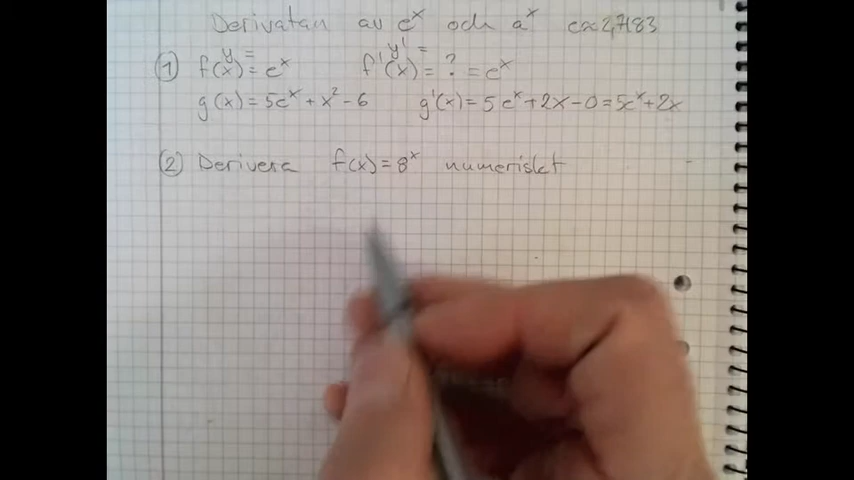 Derivatan av e^x och a^x e≈2,7183
① f(x) = e^x f'(x) = ? = e^x
y = y' =
g(x) = 5e^x + x² - 6 g'(x) = 5e^x + 2x - 0 = 5e^x + 2x
② Derivera f(x) = 8^x numeriskt